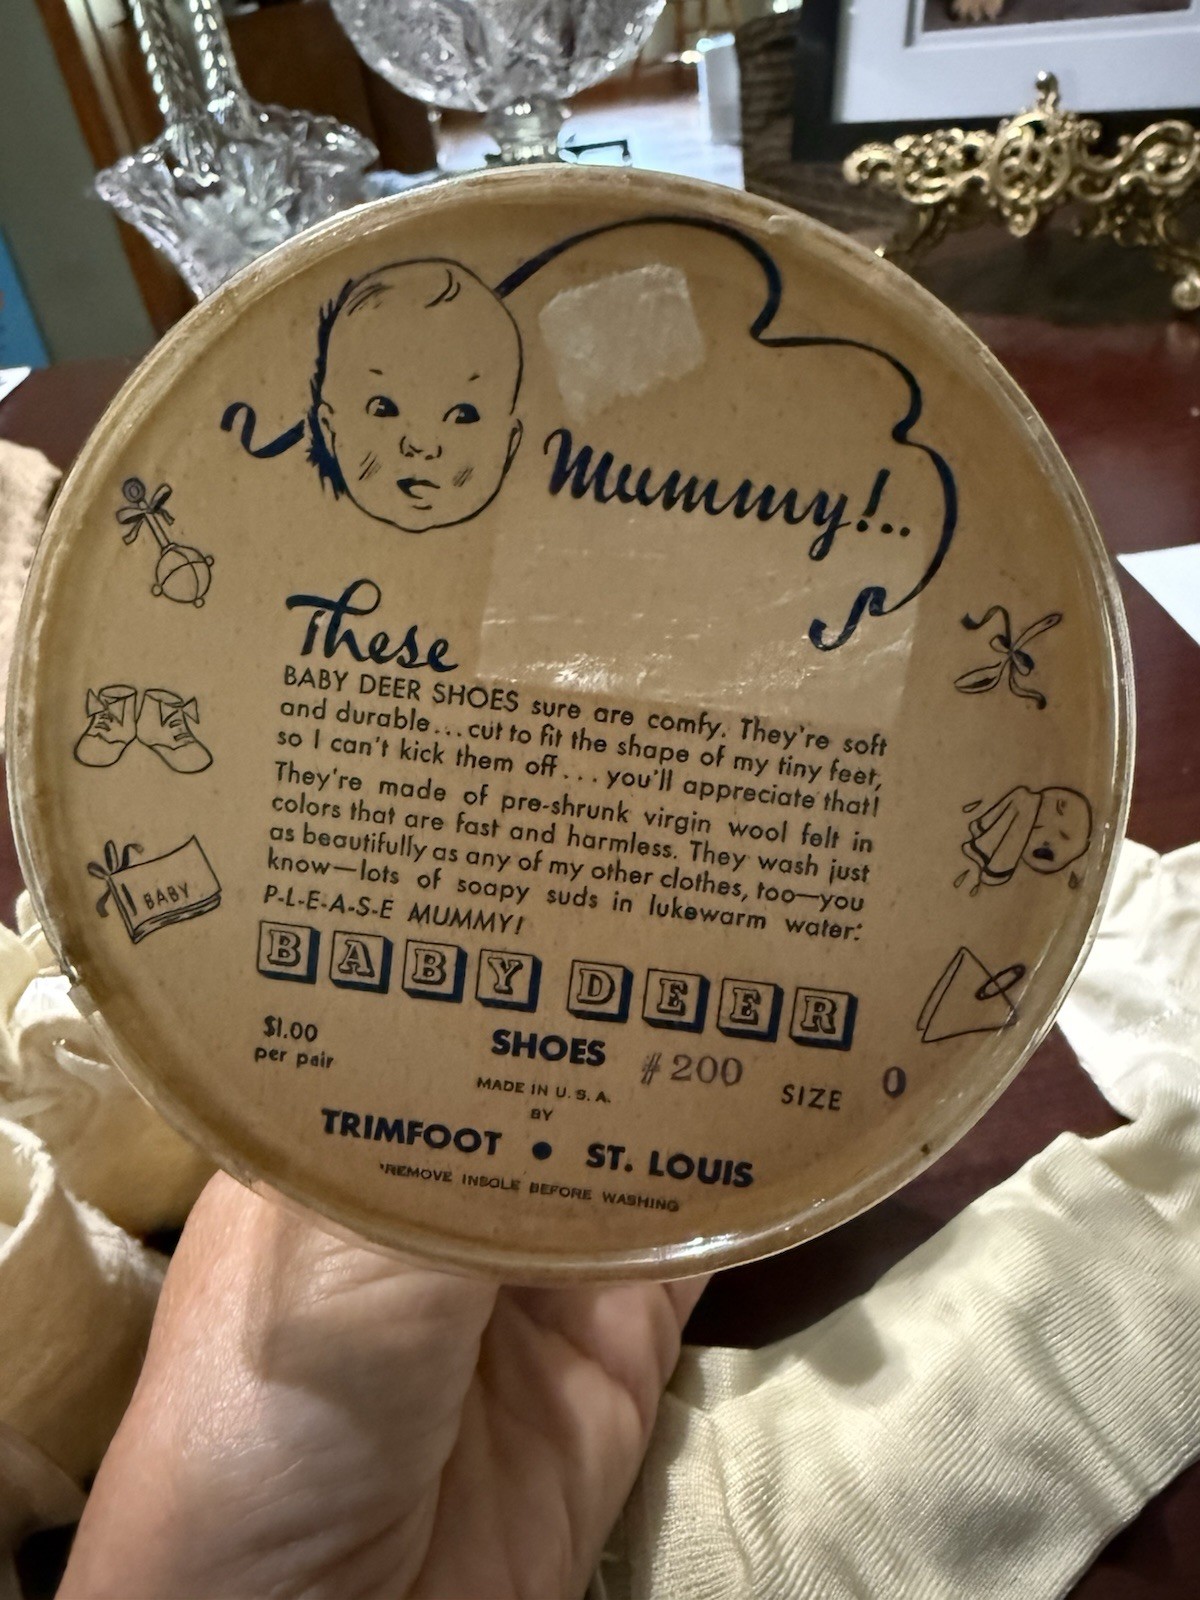 Mummy!..
These
BABY DEER SHOES sure are comfy. They're soft
and durable...cut to fit the shape of my tiny feet,
so I can't kick them off...you'll appreciate that!
They're made of pre-shrunk virgin wool felt in
colors that are fast and harmless. They wash just
as beautifully as any of my other clothes, too—you
know—lots of soapy suds in lukewarm water.*
P-L-E-A-S-E MUMMY!
BABY
BABY DEER
SHOES
$1.00
per pair
#200
SIZE 0
MADE IN U.S.A.
BY
TRIMFOOT • ST. LOUIS
*REMOVE INSOLE BEFORE WASHING